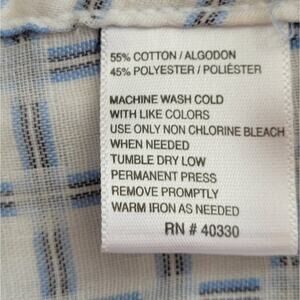 55% COTTON / ALGODON
45% POLYESTER / POLIÉSTER
MACHINE WASH COLD
WITH LIKE COLORS
USE ONLY NON CHLORINE BLEACH
WHEN NEEDED
TUMBLE DRY LOW
PERMANENT PRESS
REMOVE PROMPTLY
WARM IRON AS NEEDED
RN # 40330